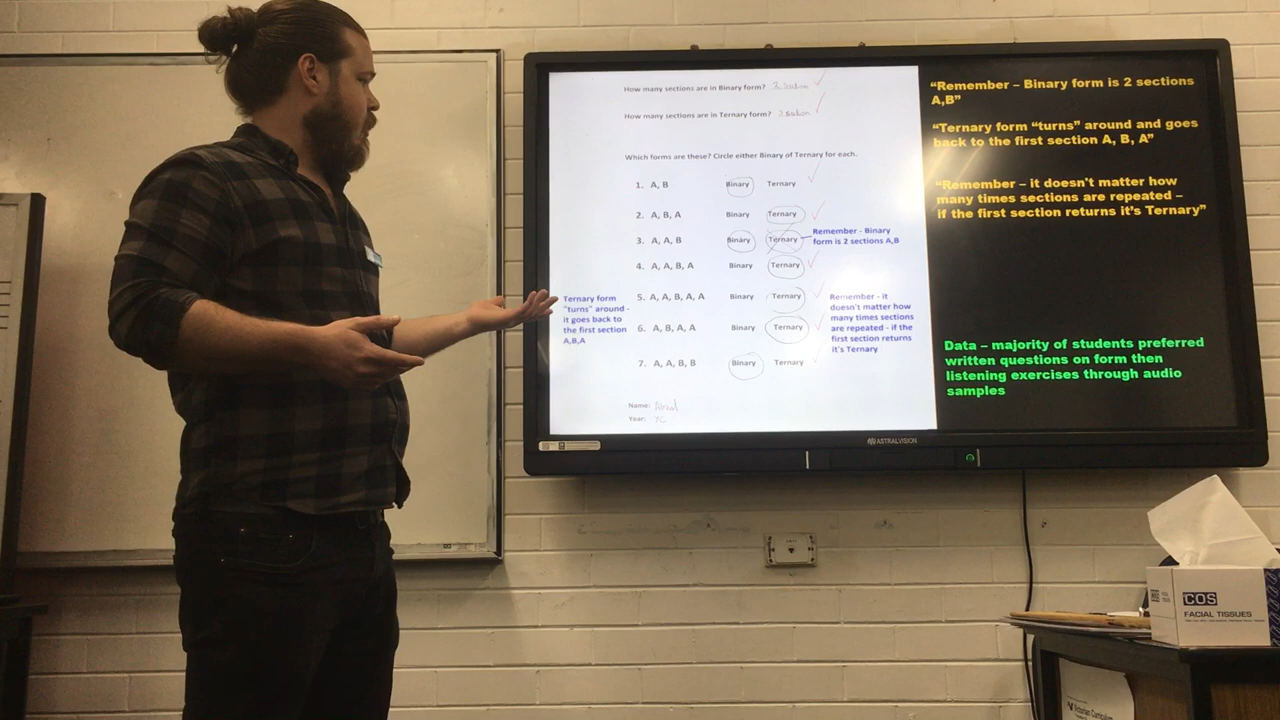 How many sections are in Binary form? 2 section
How many sections are in Ternary form? 3 section
Which forms are these? Circle either Binary of Ternary for each.
1. A, B Binary Ternary
2. A, B, A Binary Ternary
3. A, A, B Binary Ternary
Remember - Binary
form is 2 sections A,B
4. A, A, B, A Binary Ternary
5. A, A, B, A, A Binary Ternary
6. A, B, A, A Binary Ternary
7. A, A, B, B Binary Ternary
Ternary form
"turns" around -
it goes back to
the first section
A,B,A
Remember - it
doesn't matter how
many times sections
are repeated - if the
first section returns
it's Ternary
Name:
Year:
“Remember – Binary form is 2 sections
A,B”
“Ternary form “turns” around and goes
back to the first section A, B, A”
“Remember – it doesn't matter how
many times sections are repeated –
if the first section returns it’s Ternary”
Data – majority of students preferred
written questions on form then
listening exercises through audio
samples
ASTRALVISION
COS
FACIAL TISSUES
Victorian Curriculum